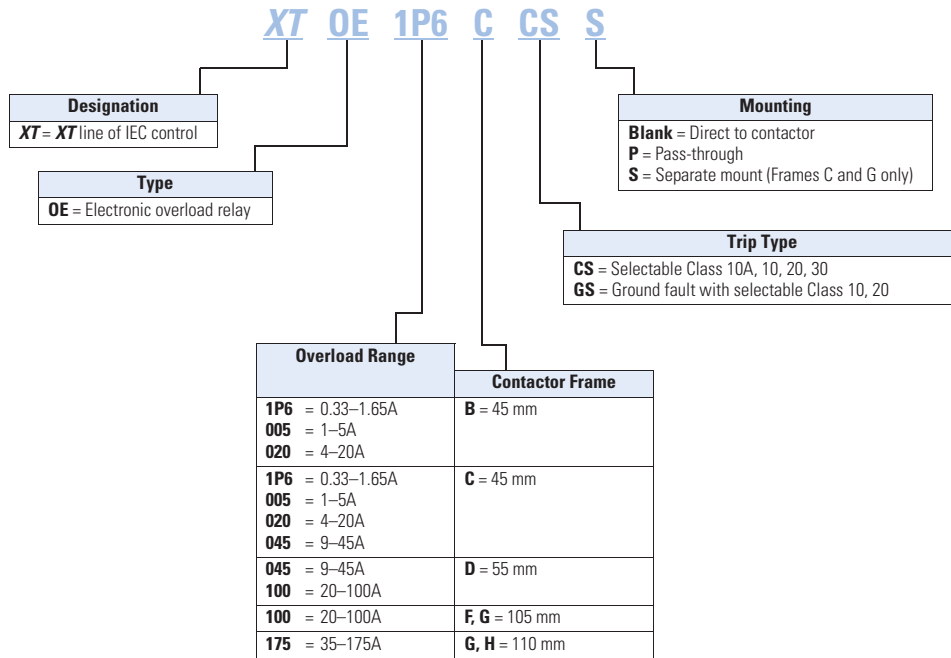 XT OE 1P6 C CS S
Designation
XT = XT line of IEC control
Type
OE = Electronic overload relay
Mounting
Blank = Direct to contactor
P = Pass-through
S = Separate mount (Frames C and G only)
Trip Type
CS = Selectable Class 10A, 10, 20, 30
GS = Ground fault with selectable Class 10, 20
Overload Range
Contactor Frame
1P6 = 0.33–1.65A B = 45 mm
005 = 1–5A
020 = 4–20A
1P6 = 0.33–1.65A C = 45 mm
005 = 1–5A
020 = 4–20A
045 = 9–45A
045 = 9–45A D = 55 mm
100 = 20–100A
100 = 20–100A F, G = 105 mm
175 = 35–175A G, H = 110 mm